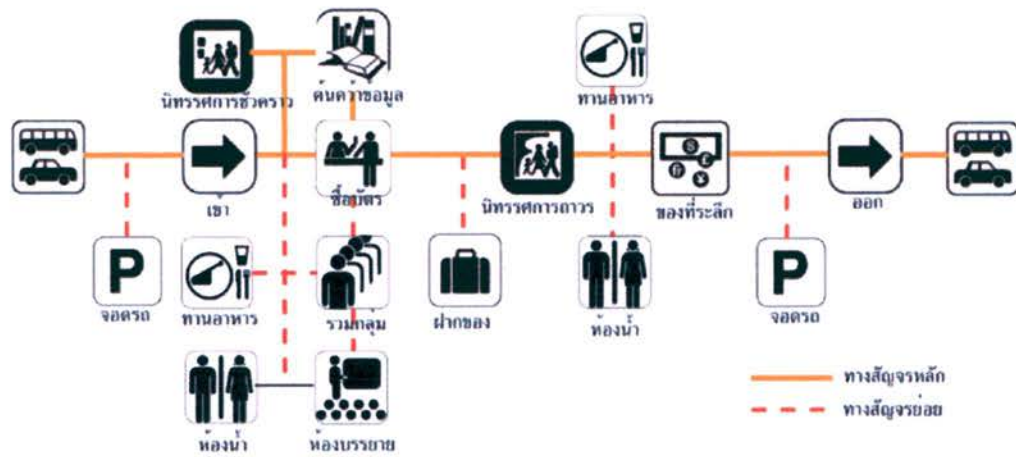 นิทรรศการชั่วคราว
ค้นคว้าข้อมูล
ทานอาหาร
เข้า
ซื้อบัตร
นิทรรศการถาวร
ของที่ระลึก
ออก
P
จอดรถ
ทานอาหาร
รวมกลุ่ม
ฝากของ
ห้องน้ำ
P
จอดรถ
ห้องน้ำ
ห้องบรรยาย
ทางสัญจรหลัก
ทางสัญจรย่อย